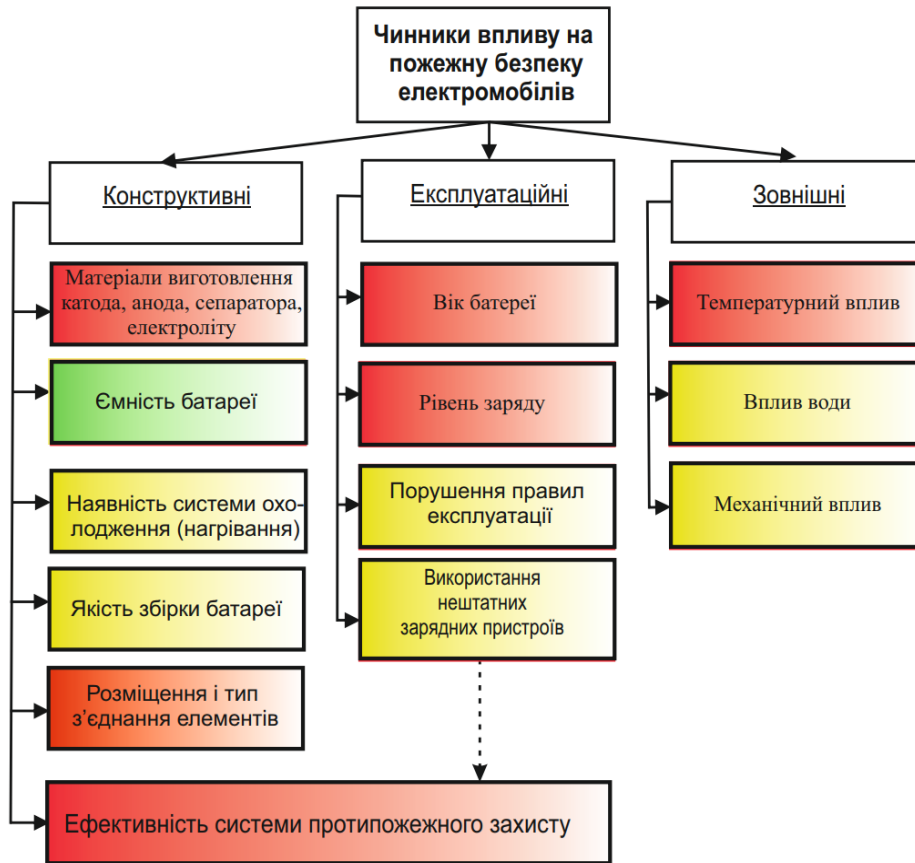 Чинники впливу на
пожежну безпеку
електромобілів
Конструктивні
Матеріали виготовлення
катода, анода, сепаратора,
електроліту
Ємність батареї
Наявність системи охо-
лодження (нагрівання)
Якість збірки батареї
Розміщення і тип
з’єднання елементів
Експлуатаційні
Вік батереї
Рівень заряду
Порушення правил
експлуатації
Використання
нештатних
зарядних пристроїв
Зовнішні
Температурний вплив
Вплив води
Механічний вплив
Ефективність системи протипожежного захисту